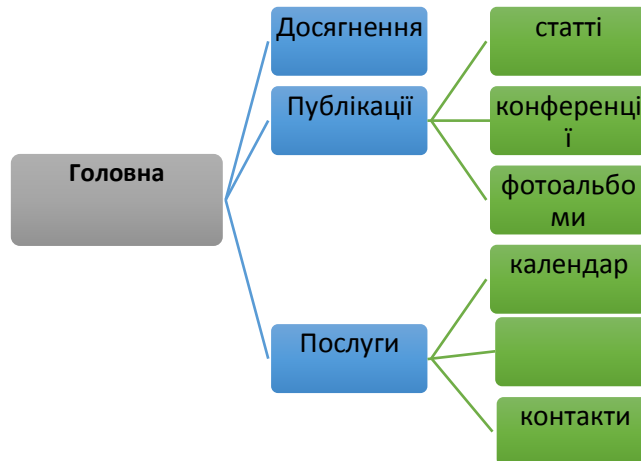 Досягнення
статті
Публікації
конференці
ї
Головна
фотоальбо
ми
календар
Послуги
контакти